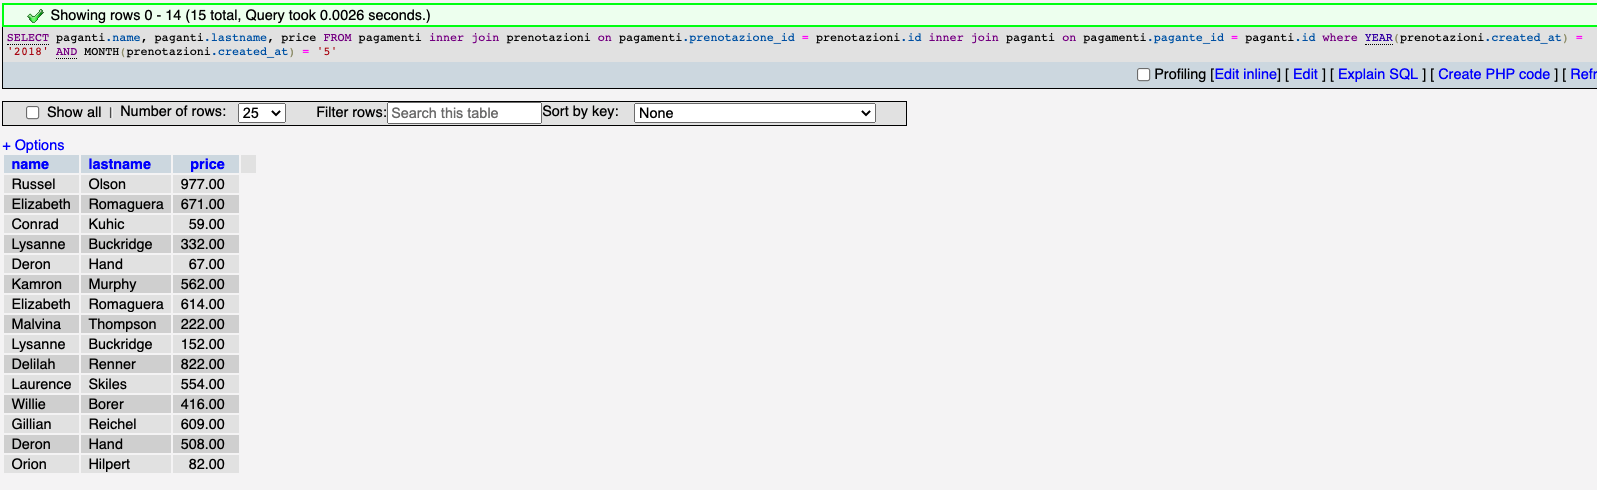 Showing rows 0 - 14 (15 total, Query took 0.0026 seconds.)
SELECT paganti.name, paganti.lastname, price FROM pagamenti inner join prenotazioni on pagamenti.prenotazione_id = prenotazioni.id inner join paganti on pagamenti.pagante_id = paganti.id where YEAR(prenotazioni.created_at) =
'2018' AND MONTH(prenotazioni.created_at) = '5'
Profiling [Edit inline] [ Edit ] [ Explain SQL ] [ Create PHP code ] [ Refr
Show all | Number of rows: 25 Filter rows: Search this table Sort by key: None
+ Options
name lastname price
Russel Olson 977.00
Elizabeth Romaguera 671.00
Conrad Kuhic 59.00
Lysanne Buckridge 332.00
Deron Hand 67.00
Kamron Murphy 562.00
Elizabeth Romaguera 614.00
Malvina Thompson 222.00
Lysanne Buckridge 152.00
Delilah Renner 822.00
Laurence Skiles 554.00
Willie Borer 416.00
Gillian Reichel 609.00
Deron Hand 508.00
Orion Hilpert 82.00